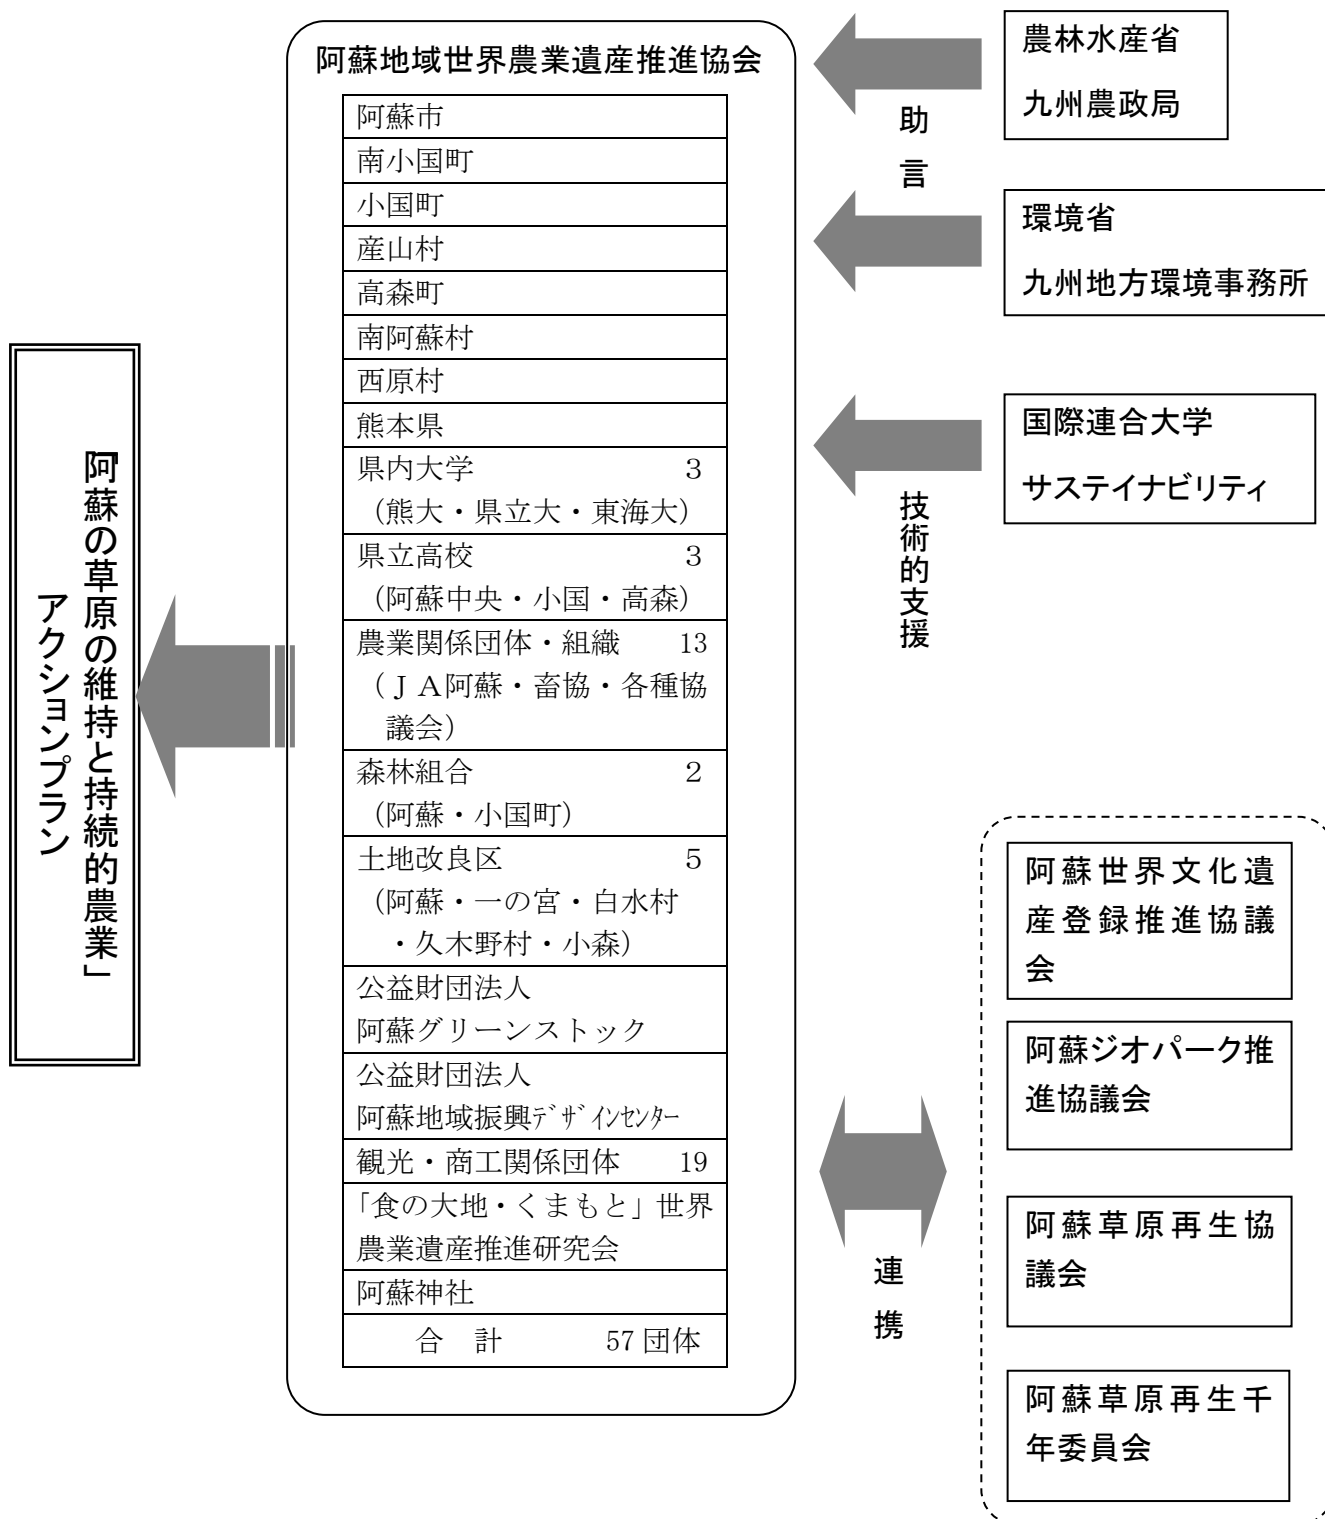 阿蘇地域世界農業遺産推進協会
阿蘇市
南小国町
小国町
産山村
高森町
南阿蘇村
西原村
熊本県
県内大学 3
（熊大・県立大・東海大）
県立高校 3
（阿蘇中央・小国・高森）
農業関係団体・組織 13
（ＪＡ阿蘇・畜協・各種協
議会）
森林組合 2
（阿蘇・小国町）
土地改良区 5
（阿蘇・一の宮・白水村
・久木野村・小森）
公益財団法人
阿蘇グリーンストック
公益財団法人
阿蘇地域振興ﾃﾞｻﾞｲﾝｾﾝﾀｰ
観光・商工関係団体 19
「食の大地・くまもと」世界
農業遺産推進研究会
阿蘇神社
合 計 57団体
阿蘇の草原の維持と持続的農業」
アクションプラン
農林水産省
九州農政局
助言
環境省
九州地方環境事務所
国際連合大学
サステイナビリティ
技術的支援
阿蘇世界文化遺
産登録推進協議
会
阿蘇ジオパーク推
進協議会
阿蘇草原再生協
議会
阿蘇草原再生千
年委員会
連携